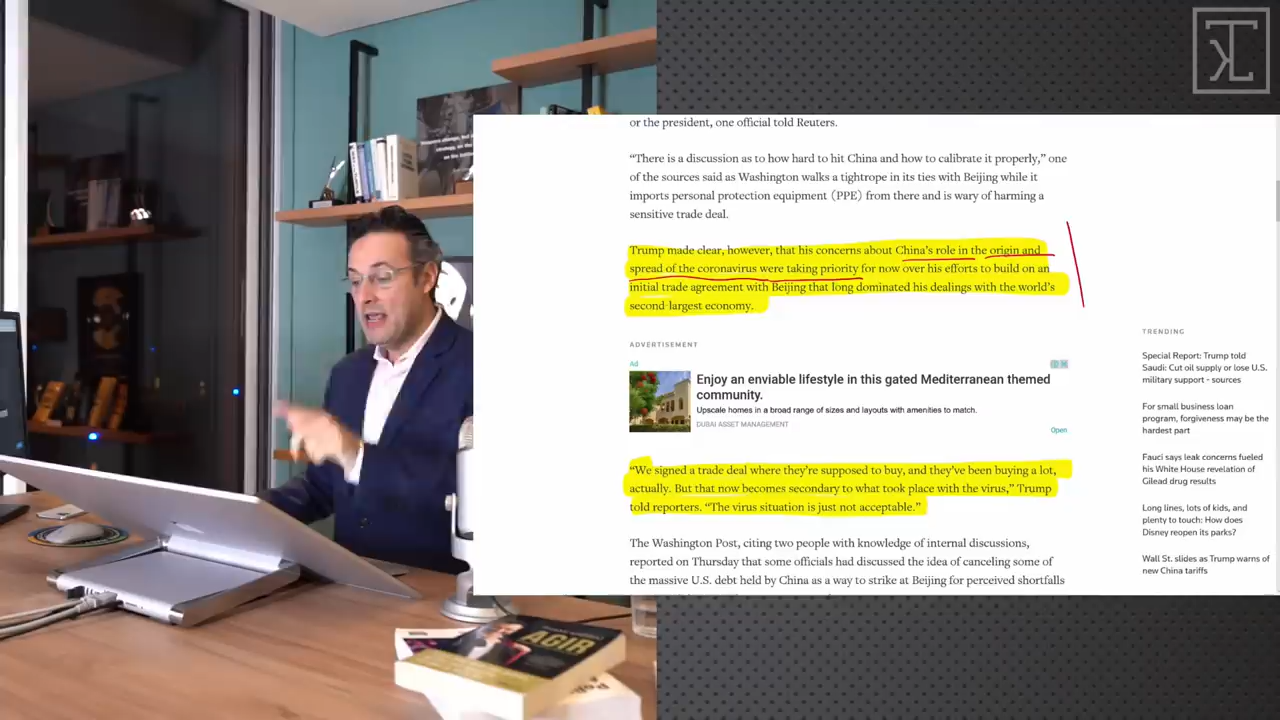 or the president, one official told Reuters.
“There is a discussion as to how hard to hit China and how to calibrate it properly,” one
of the sources said as Washington walks a tightrope in its ties with Beijing while it
imports personal protection equipment (PPE) from there and is wary of harming a
sensitive trade deal.
Trump made clear, however, that his concerns about China’s role in the origin and
spread of the coronavirus were taking priority for now over his efforts to build on an
initial trade agreement with Beijing that long dominated his dealings with the world’s
second largest economy.
ADVERTISEMENT
Ad
Enjoy an enviable lifestyle in this gated Mediterranean themed
community.
Upscale homes in a broad range of sizes and layouts with amenities to match.
DUBAI ASSET MANAGEMENT
Open
“We signed a trade deal where they’re supposed to buy, and they’ve been buying a lot,
actually. But that now becomes secondary to what took place with the virus,” Trump
told reporters. “The virus situation is just not acceptable.”
The Washington Post, citing two people with knowledge of internal discussions,
reported on Thursday that some officials had discussed the idea of canceling some of
the massive U.S. debt held by China as a way to strike at Beijing for perceived shortfalls
TRENDING
Special Report: Trump told
Saudi: Cut oil supply or lose U.S.
military support - sources
For small business loan
program, forgiveness may be the
hardest part
Fauci says leak concerns fueled
his White House revelation of
Gilead drug results
Long lines, lots of kids, and
plenty to touch: How does
Disney reopen its parks?
Wall St. slides as Trump warns of
new China tariffs
AGIR